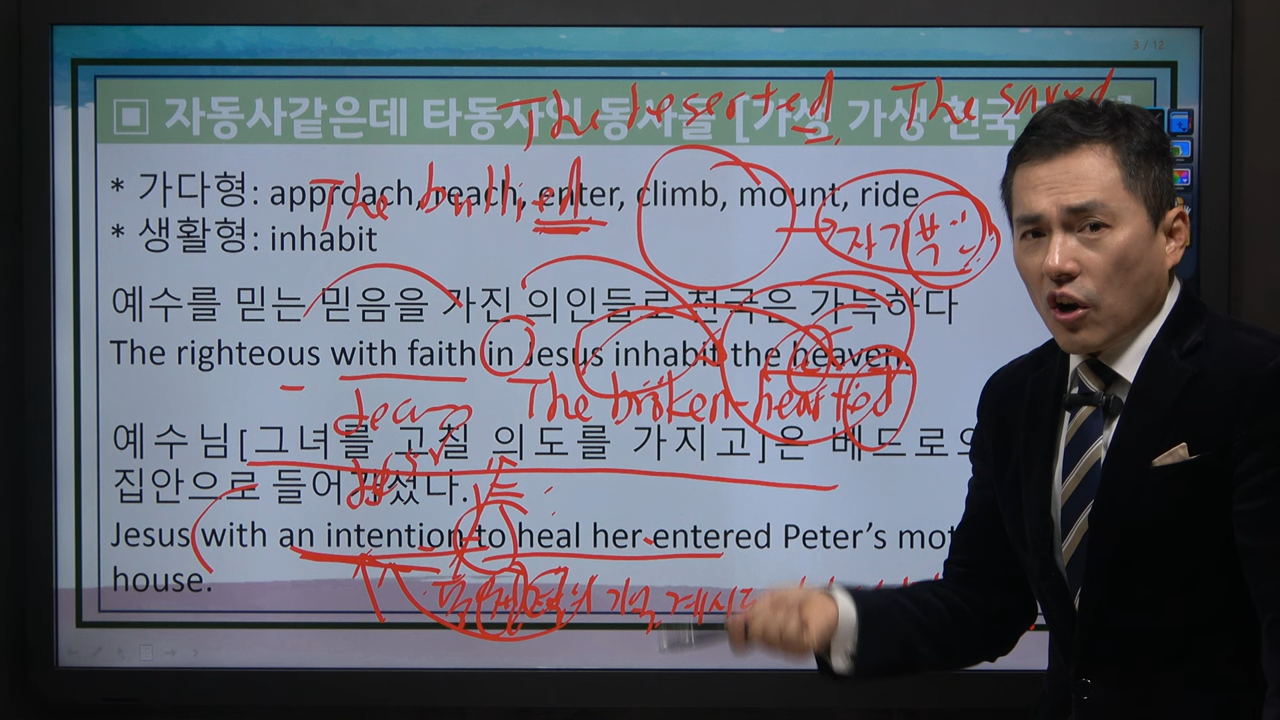 3 / 12
The deserted The saved
▣ 자동사같은데 타동사인 동사들 [가생 가생 천국
* 가다형: approach, reach, enter, climb, mount, ride
The bullied
자기부인
* 생활형: inhabit
예수를 믿는 믿음을 가진 의인들로 천국은 가득하다
The righteous with faith in Jesus inhabit the heaven.
The broken-hearted
예수님[그녀를 고칠 의도를 가지고]은 베드로의
집안으로 들어가셨다.
Jesus with an intention to heal her entered Peter's mot
house.